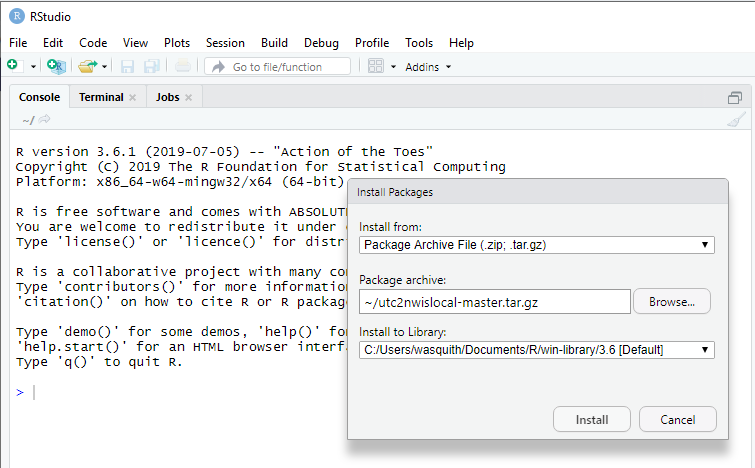 R RStudio
File Edit Code View Plots Session Build Debug Profile Tools Help
Go to file/function Addins
Console Terminal Jobs
~/
R version 3.6.1 (2019-07-05) -- "Action of the Toes"
Copyright (C) 2019 The R Foundation for Statistical Computing
Platform: x86_64-w64-mingw32/x64 (64-bit)
R is free software and comes with ABSOLUT
You are welcome to redistribute it under
Type 'license()' or 'licence()' for distr
R is a collaborative project with many con
Type 'contributors()' for more information
'citation()' on how to cite R or R package
Type 'demo()' for some demos, 'help()' for
'help.start()' for an HTML browser interfa
Type 'q()' to quit R.
>
Install Packages
Install from:
Package Archive File (.zip; .tar.gz)
Package archive:
~/utc2nwislocal-master.tar.gz Browse...
Install to Library:
C:/Users/wasquith/Documents/R/win-library/3.6 [Default]
Install Cancel